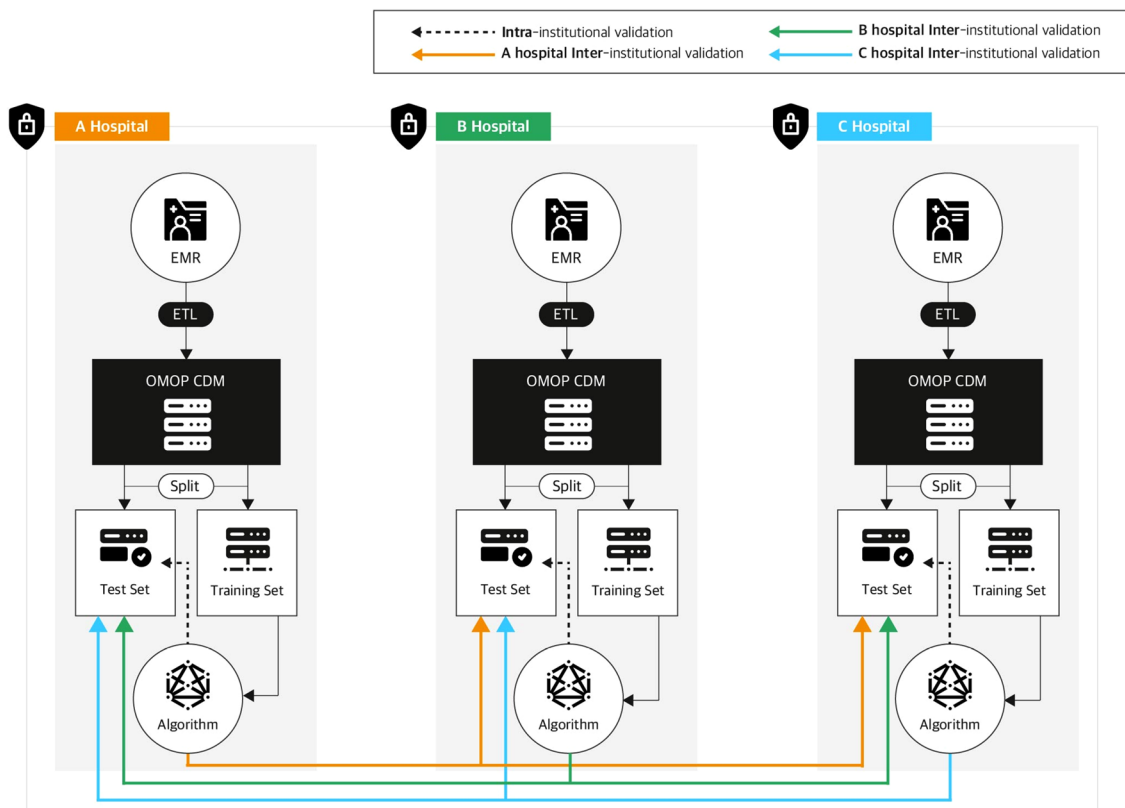 Intra-institutional validation
B hospital Inter-institutional validation
A hospital Inter-institutional validation
C hospital Inter-institutional validation
A Hospital
B Hospital
C Hospital
EMR
EMR
EMR
ETL
ETL
ETL
OMOP CDM
OMOP CDM
OMOP CDM
Split
Split
Split
Test Set
Training Set
Test Set
Training Set
Test Set
Training Set
Algorithm
Algorithm
Algorithm